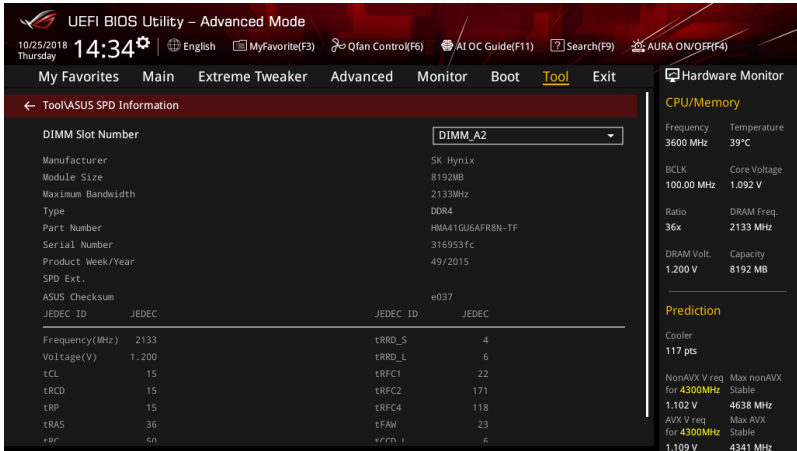 UEFI BIOS Utility – Advanced Mode
10/25/2018 Thursday 14:34 English MyFavorite(F3) Qfan Control(F6) AI OC Guide(F11) ? Search(F9) AURA ON/OFF(F4)
My Favorites Main Extreme Tweaker Advanced Monitor Boot Tool Exit
← Tool\ASUS SPD Information
DIMM Slot Number DIMM_A2
Manufacturer SK Hynix
Module Size 8192MB
Maximum Bandwidth 2133MHz
Type DDR4
Part Number HMA41GU6AFR8N-TF
Serial Number 316953fc
Product Week/Year 49/2015
SPD Ext.
ASUS Checksum e037
JEDEC ID JEDEC JEDEC ID JEDEC
Frequency(MHz) 2133 tRRD_S 4
Voltage(V) 1.200 tRRD_L 6
tCL 15 tRFC1 22
tRCD 15 tRFC2 171
tRP 15 tRFC4 118
tRAS 36 tFAW 23
tRC 50 tCCD_L 6
Hardware Monitor
CPU/Memory
Frequency Temperature
3600 MHz 39°C
BCLK Core Voltage
100.00 MHz 1.092 V
Ratio DRAM Freq.
36x 2133 MHz
DRAM Volt. Capacity
1.200 V 8192 MB
Prediction
Cooler
117 pts
NonAVX V req Max nonAVX
for 4300MHz Stable
1.102 V 4638 MHz
AVX V req Max AVX
for 4300MHz Stable
1.109 V 4341 MHz